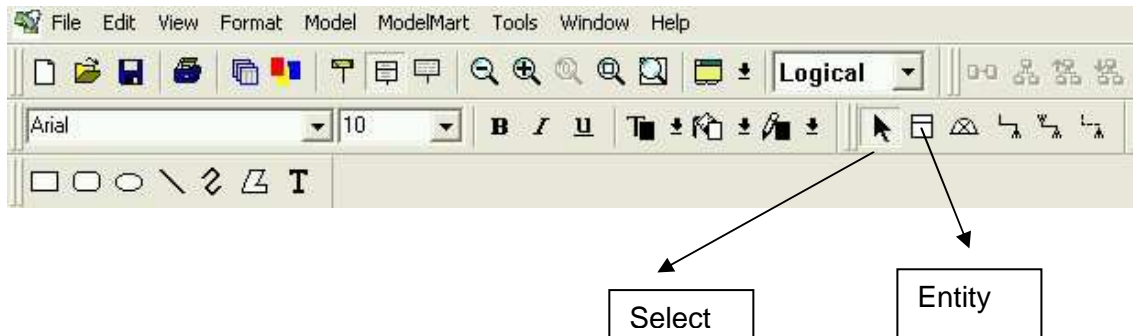 File Edit View Format Model ModelMart Tools Window Help
Logical
Arial 10 B I U T
T
Select
Entity